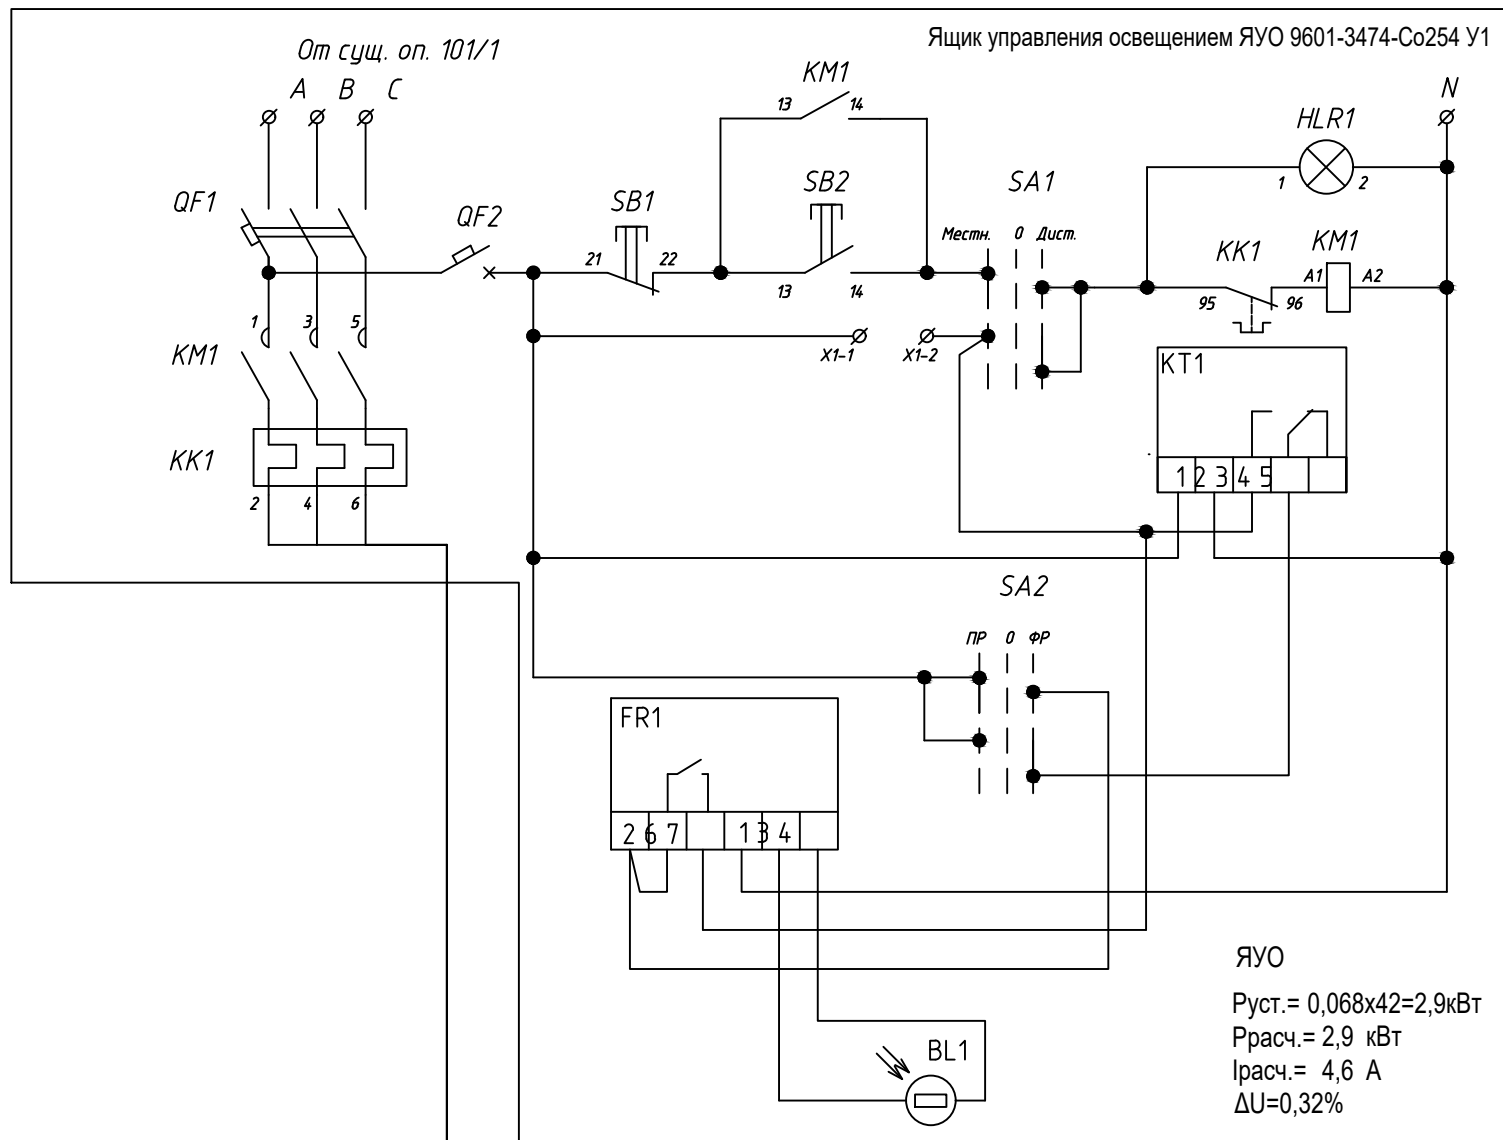 Ящик управления освещением ЯУО 9601-3474-Со254 У1
От сущ. оп. 101/1
A B C
N
KM1
13 14
HLR1
1 2
QF1
QF2
SB1
21 22
SB2
13 14
SA1
Местн. 0 Дист.
KK1
95 96
KM1
A1 A2
1 3 5
KM1
X1-1 X1-2
KT1
1 2 3 4 5
KK1
2 4 6
SA2
ПР 0 ФР
FR1
2 6 7 1 3 4
BL1
ЯУО
Руст.= 0,068х42=2,9кВт
Ррасч.= 2,9 кВт
Iрасч.= 4,6 А
ΔU=0,32%